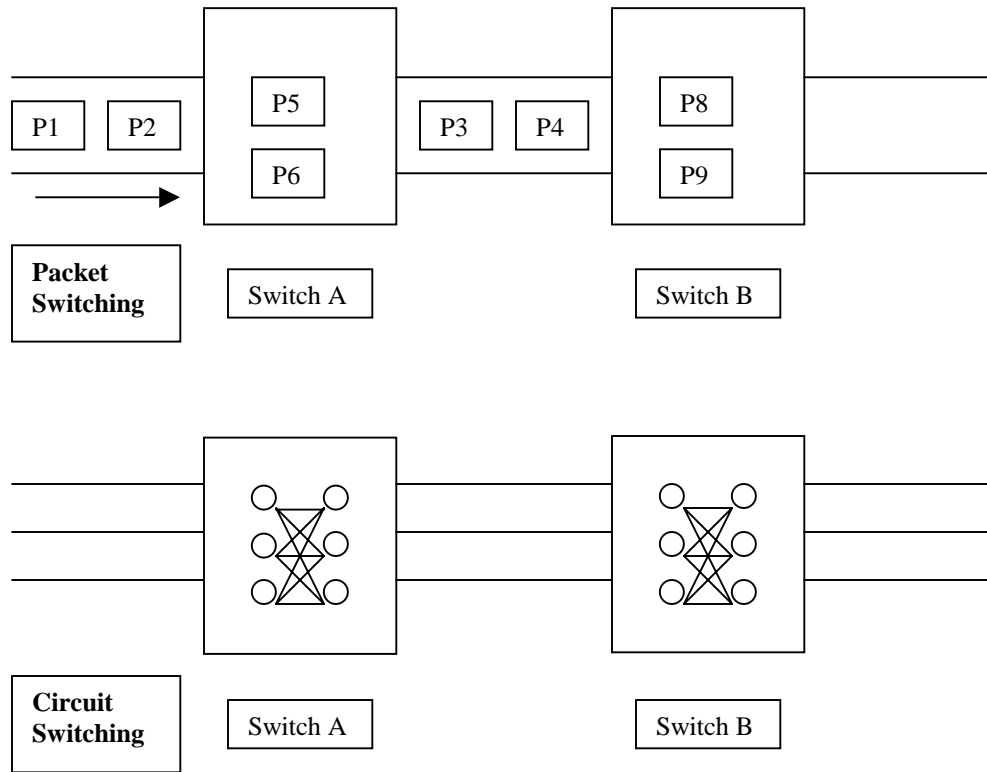 P1
P2
P5
P6
P3
P4
P8
P9
Packet
Switching
Switch A
Switch B
Circuit
Switching
Switch A
Switch B